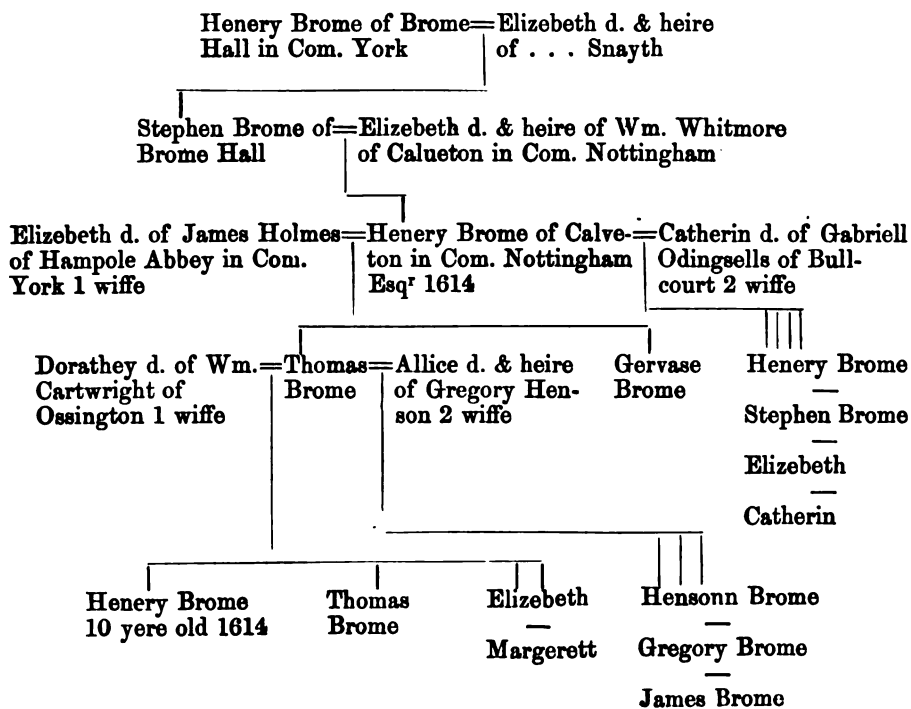 Henery Brome of Brome=Elizebeth d. & heire
Hall in Com. York
of . . . Snayth
Stephen Brome of=Elizebeth d. & heire of Wm. Whitmore
Brome Hall
of Calueton in Com. Nottingham
Elizebeth d. of James Holmes=Henery Brome of Calve-=Catherin d. of Gabriell
of Hampole Abbey in Com.
York 1 wiffe
ton in Com. Nottingham
Esqr 1614
Odingsells of Bull-
court 2 wiffe
Dorathey d. of Wm.=Thomas=Allice d. & heire
Cartwright of
Ossington 1 wiffe
Brome
of Gregory Hen-
son 2 wiffe
Gervase
Brome
Henery Brome
Stephen Brome
Elizebeth
Catherin
Henery Brome
10 yere old 1614
Thomas
Brome
Elizebeth
Margerett
Hensonn Brome
Gregory Brome
James Brome